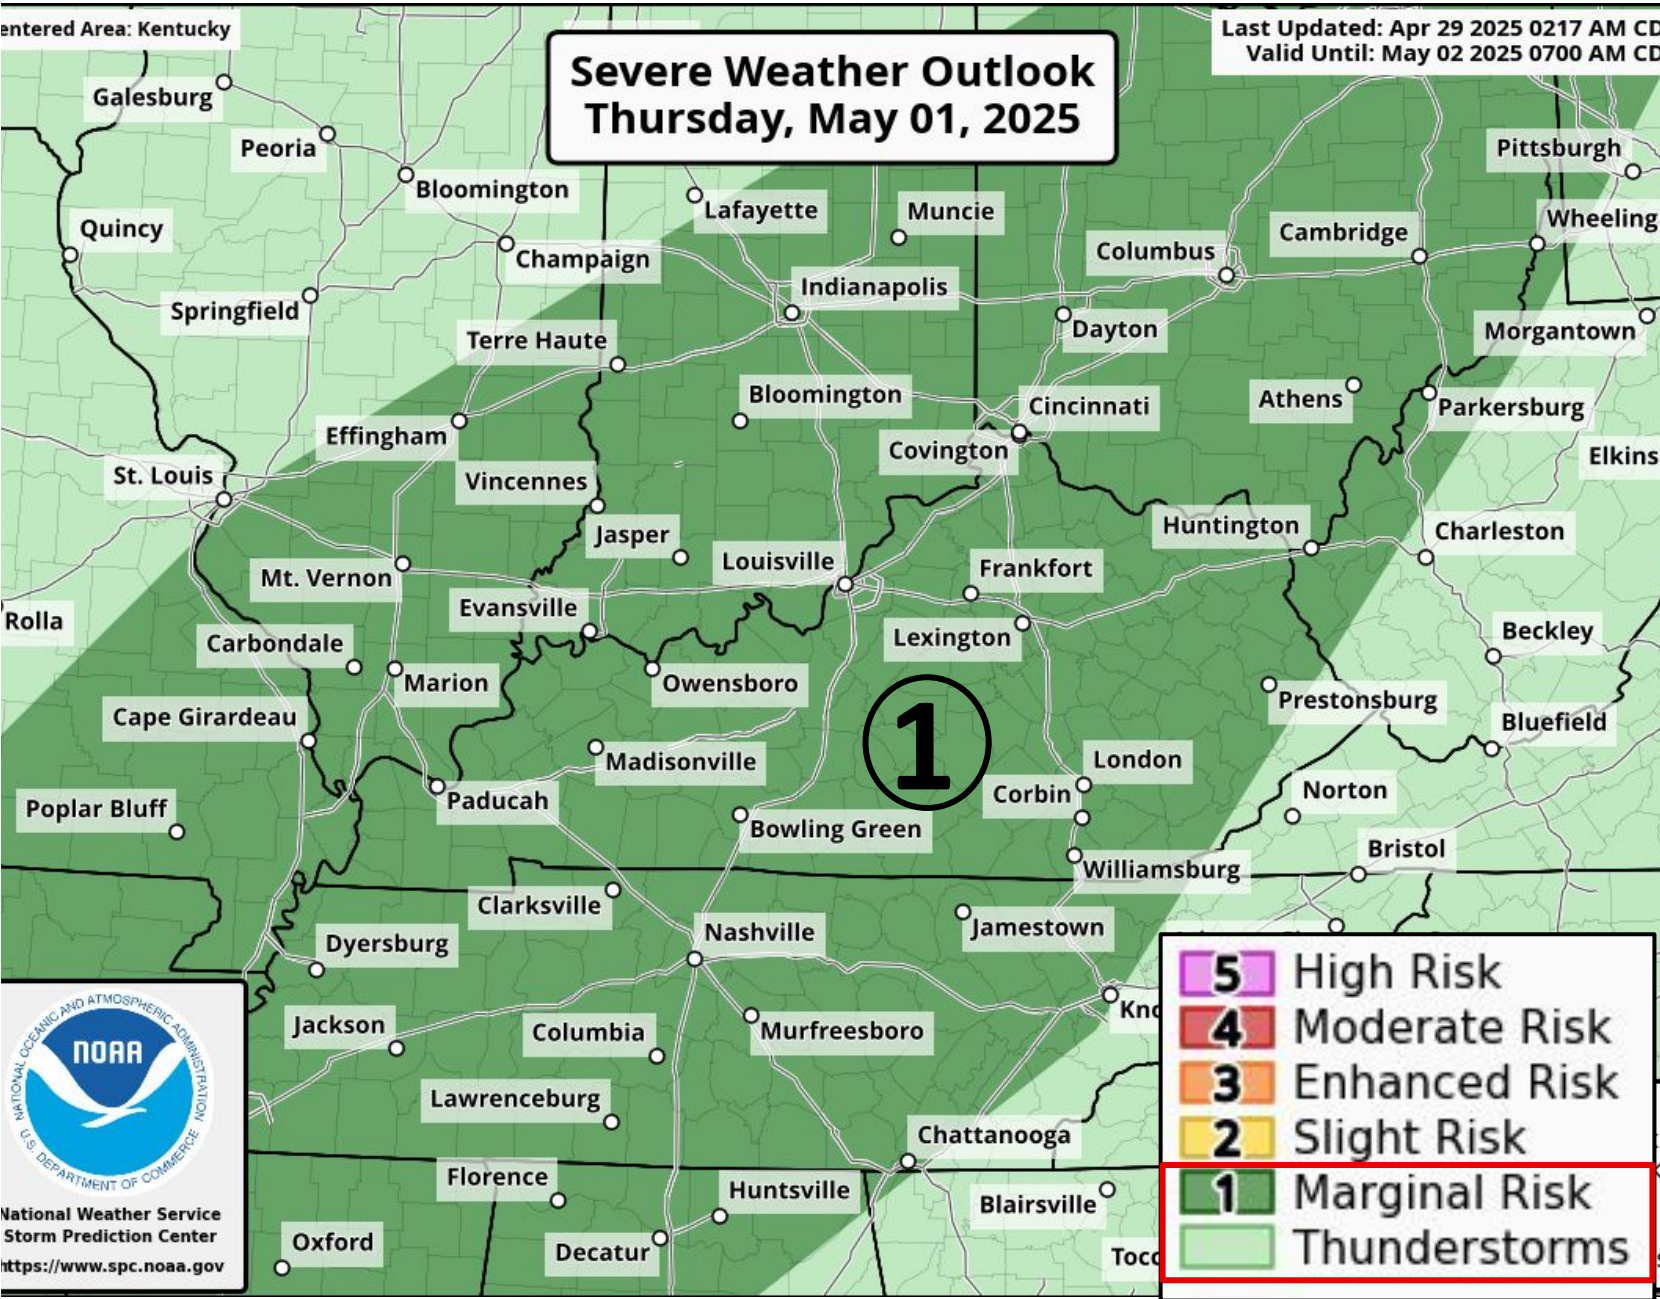 entered Area: Kentucky
Last Updated: Apr 29 2025 0217 AM CD
Valid Until: May 02 2025 0700 AM CD
Severe Weather Outlook
Thursday, May 01, 2025
Galesburg
Peoria
Bloomington
Pittsburgh
Lafayette
Muncie
Wheeling
Quincy
Cambridge
Columbus
Champaign
Indianapolis
Springfield
Dayton
Morgantown
Terre Haute
Bloomington
Athens
Cincinnati
Parkersburg
Effingham
Covington
Elkins
St. Louis
Vincennes
Huntington
Charleston
Jasper
Louisville
Frankfort
Mt. Vernon
Evansville
Rolla
Lexington
Beckley
Carbondale
Marion
Owensboro
Prestonsburg
Cape Girardeau
Bluefield
1
Madisonville
London
Corbin
Norton
Paducah
Poplar Bluff
Bowling Green
Bristol
Williamsburg
Clarksville
Jamestown
Nashville
Dyersburg
Kno
Jackson
Columbia
Murfreesboro
Lawrenceburg
Chattanooga
Florence
Huntsville
Blairsville
Oxford
Decatur
Tocc
NATIONAL OCEANIC AND ATMOSPHERIC ADMINISTRATION
NOAA
U.S. DEPARTMENT OF COMMERCE
National Weather Service
Storm Prediction Center
https://www.spc.noaa.gov
5 High Risk
4 Moderate Risk
3 Enhanced Risk
2 Slight Risk
1 Marginal Risk
Thunderstorms